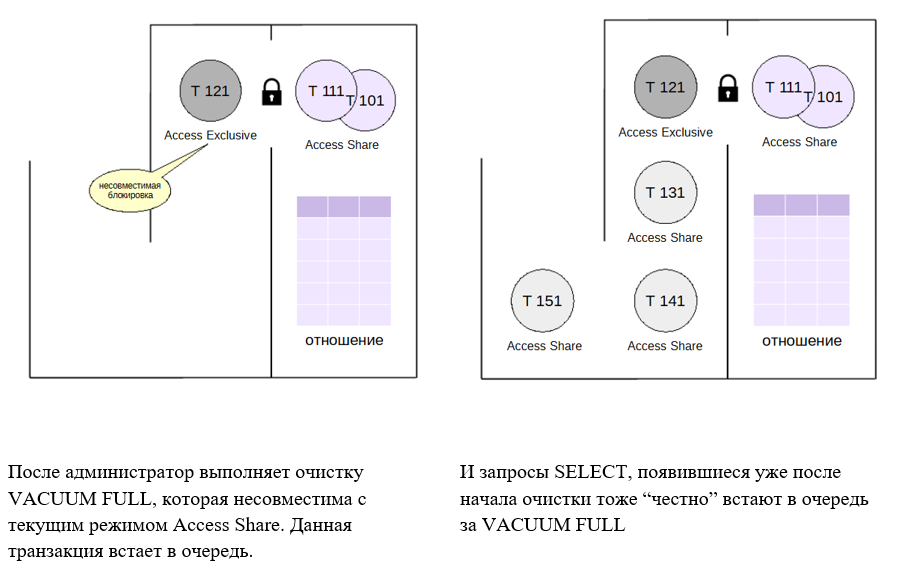 T 121
T 111
T 101
Access Exclusive
Access Share
несовместимая
блокировка
отношение
После администратор выполняет очистку
VACUUM FULL, которая несовместима с
текущим режимом Access Share. Данная
транзакция встает в очередь.
T 121
T 111
T 101
Access Exclusive
Access Share
T 131
Access Share
T 151
T 141
Access Share
Access Share
отношение
И запросы SELECT, появившиеся уже после
начала очистки тоже “честно” встают в очередь
за VACUUM FULL